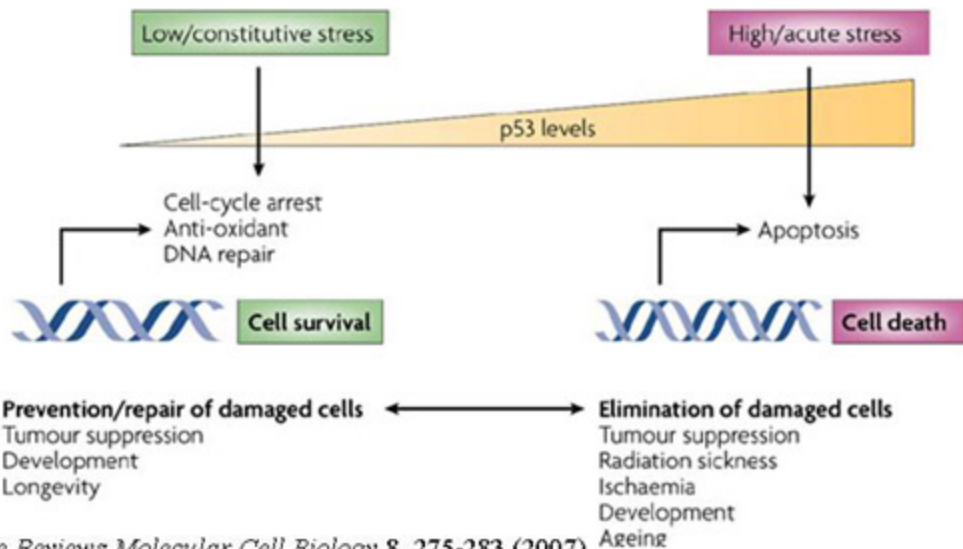 Low/constitutive stress
High/acute stress
p53 levels
Cell-cycle arrest
Anti-oxidant
DNA repair
Apoptosis
Cell survival
Cell death
Prevention/repair of damaged cells
Tumour suppression
Development
Longevity
Elimination of damaged cells
Tumour suppression
Radiation sickness
Ischaemia
Development
Ageing
Reviews Molecular Cell Biology 8, 275-283 (2007)